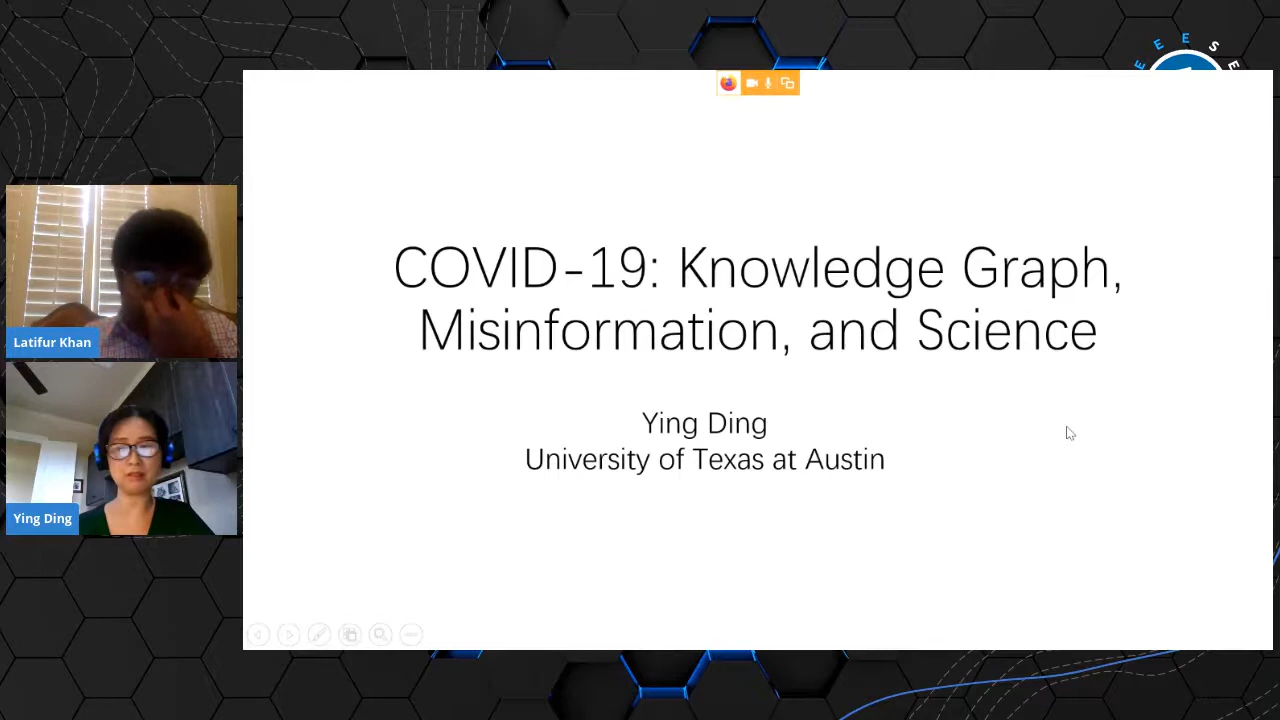 COVID-19: Knowledge Graph,
Misinformation, and Science
Ying Ding
University of Texas at Austin
Latifur Khan
Ying Ding
E E E S E